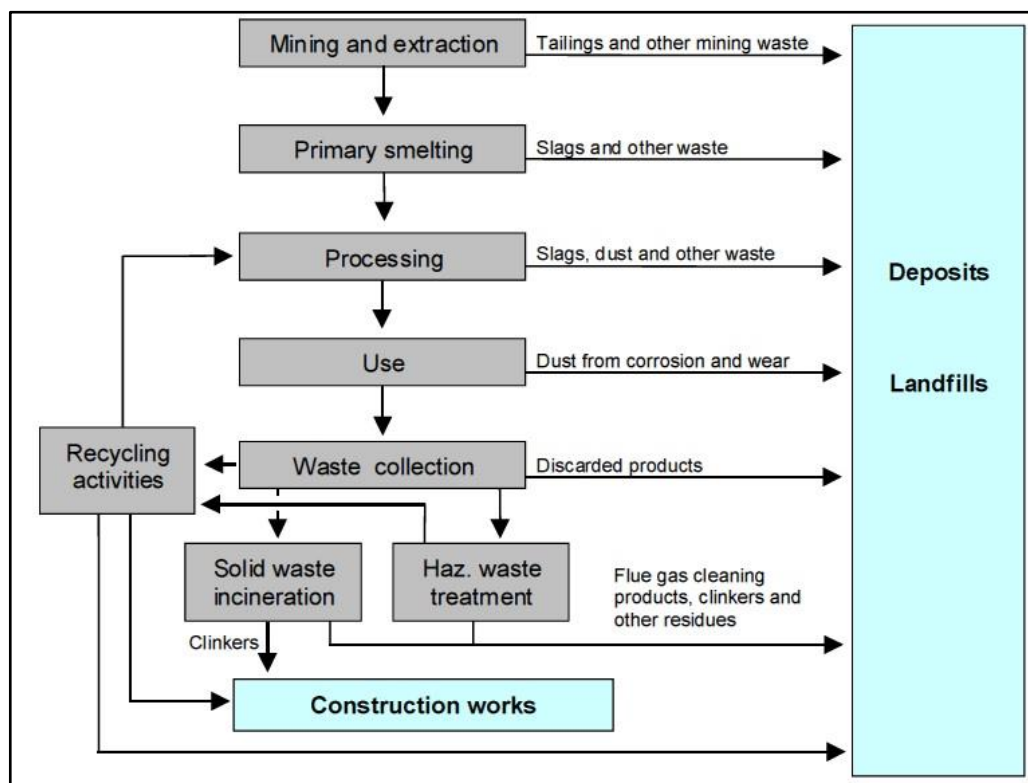 Mining and extraction
Tailings and other mining waste
Primary smelting
Slags and other waste
Processing
Slags, dust and other waste
Deposits
Use
Dust from corrosion and wear
Landfills
Recycling
activities
Waste collection
Discarded products
Solid waste
incineration
Haz. waste
treatment
Flue gas cleaning
products, clinkers and
other residues
Clinkers
Construction works